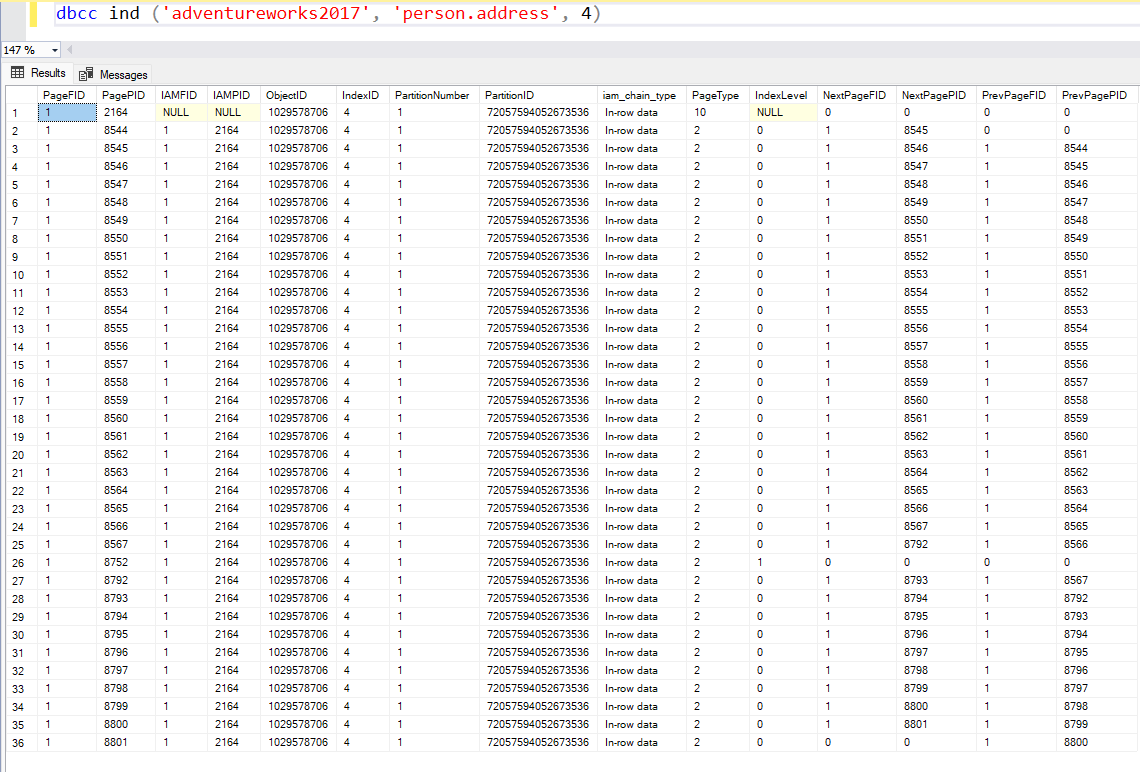 dbcc ind ('adventureworks2017', 'person.address', 4)
147 %
Results Messages
PageFID PagePID IAMFID IAMPID ObjectID IndexID PartitionNumber PartitionID iam_chain_type PageType IndexLevel NextPageFID NextPagePID PrevPageFID PrevPagePID
1 1 2164 NULL NULL 1029578706 4 1 72057594052673536 In-row data 10 NULL 0 0 0 0
2 1 8544 1 2164 1029578706 4 1 72057594052673536 In-row data 2 0 1 8545 0 0
3 1 8545 1 2164 1029578706 4 1 72057594052673536 In-row data 2 0 1 8546 1 8544
4 1 8546 1 2164 1029578706 4 1 72057594052673536 In-row data 2 0 1 8547 1 8545
5 1 8547 1 2164 1029578706 4 1 72057594052673536 In-row data 2 0 1 8548 1 8546
6 1 8548 1 2164 1029578706 4 1 72057594052673536 In-row data 2 0 1 8549 1 8547
7 1 8549 1 2164 1029578706 4 1 72057594052673536 In-row data 2 0 1 8550 1 8548
8 1 8550 1 2164 1029578706 4 1 72057594052673536 In-row data 2 0 1 8551 1 8549
9 1 8551 1 2164 1029578706 4 1 72057594052673536 In-row data 2 0 1 8552 1 8550
10 1 8552 1 2164 1029578706 4 1 72057594052673536 In-row data 2 0 1 8553 1 8551
11 1 8553 1 2164 1029578706 4 1 72057594052673536 In-row data 2 0 1 8554 1 8552
12 1 8554 1 2164 1029578706 4 1 72057594052673536 In-row data 2 0 1 8555 1 8553
13 1 8555 1 2164 1029578706 4 1 72057594052673536 In-row data 2 0 1 8556 1 8554
14 1 8556 1 2164 1029578706 4 1 72057594052673536 In-row data 2 0 1 8557 1 8555
15 1 8557 1 2164 1029578706 4 1 72057594052673536 In-row data 2 0 1 8558 1 8556
16 1 8558 1 2164 1029578706 4 1 72057594052673536 In-row data 2 0 1 8559 1 8557
17 1 8559 1 2164 1029578706 4 1 72057594052673536 In-row data 2 0 1 8560 1 8558
18 1 8560 1 2164 1029578706 4 1 72057594052673536 In-row data 2 0 1 8561 1 8559
19 1 8561 1 2164 1029578706 4 1 72057594052673536 In-row data 2 0 1 8562 1 8560
20 1 8562 1 2164 1029578706 4 1 72057594052673536 In-row data 2 0 1 8563 1 8561
21 1 8563 1 2164 1029578706 4 1 72057594052673536 In-row data 2 0 1 8564 1 8562
22 1 8564 1 2164 1029578706 4 1 72057594052673536 In-row data 2 0 1 8565 1 8563
23 1 8565 1 2164 1029578706 4 1 72057594052673536 In-row data 2 0 1 8566 1 8564
24 1 8566 1 2164 1029578706 4 1 72057594052673536 In-row data 2 0 1 8567 1 8565
25 1 8567 1 2164 1029578706 4 1 72057594052673536 In-row data 2 0 1 8792 1 8566
26 1 8752 1 2164 1029578706 4 1 72057594052673536 In-row data 2 1 0 0 0 0
27 1 8792 1 2164 1029578706 4 1 72057594052673536 In-row data 2 0 1 8793 1 8567
28 1 8793 1 2164 1029578706 4 1 72057594052673536 In-row data 2 0 1 8794 1 8792
29 1 8794 1 2164 1029578706 4 1 72057594052673536 In-row data 2 0 1 8795 1 8793
30 1 8795 1 2164 1029578706 4 1 72057594052673536 In-row data 2 0 1 8796 1 8794
31 1 8796 1 2164 1029578706 4 1 72057594052673536 In-row data 2 0 1 8797 1 8795
32 1 8797 1 2164 1029578706 4 1 72057594052673536 In-row data 2 0 1 8798 1 8796
33 1 8798 1 2164 1029578706 4 1 72057594052673536 In-row data 2 0 1 8799 1 8797
34 1 8799 1 2164 1029578706 4 1 72057594052673536 In-row data 2 0 1 8800 1 8798
35 1 8800 1 2164 1029578706 4 1 72057594052673536 In-row data 2 0 1 8801 1 8799
36 1 8801 1 2164 1029578706 4 1 72057594052673536 In-row data 2 0 0 0 1 8800